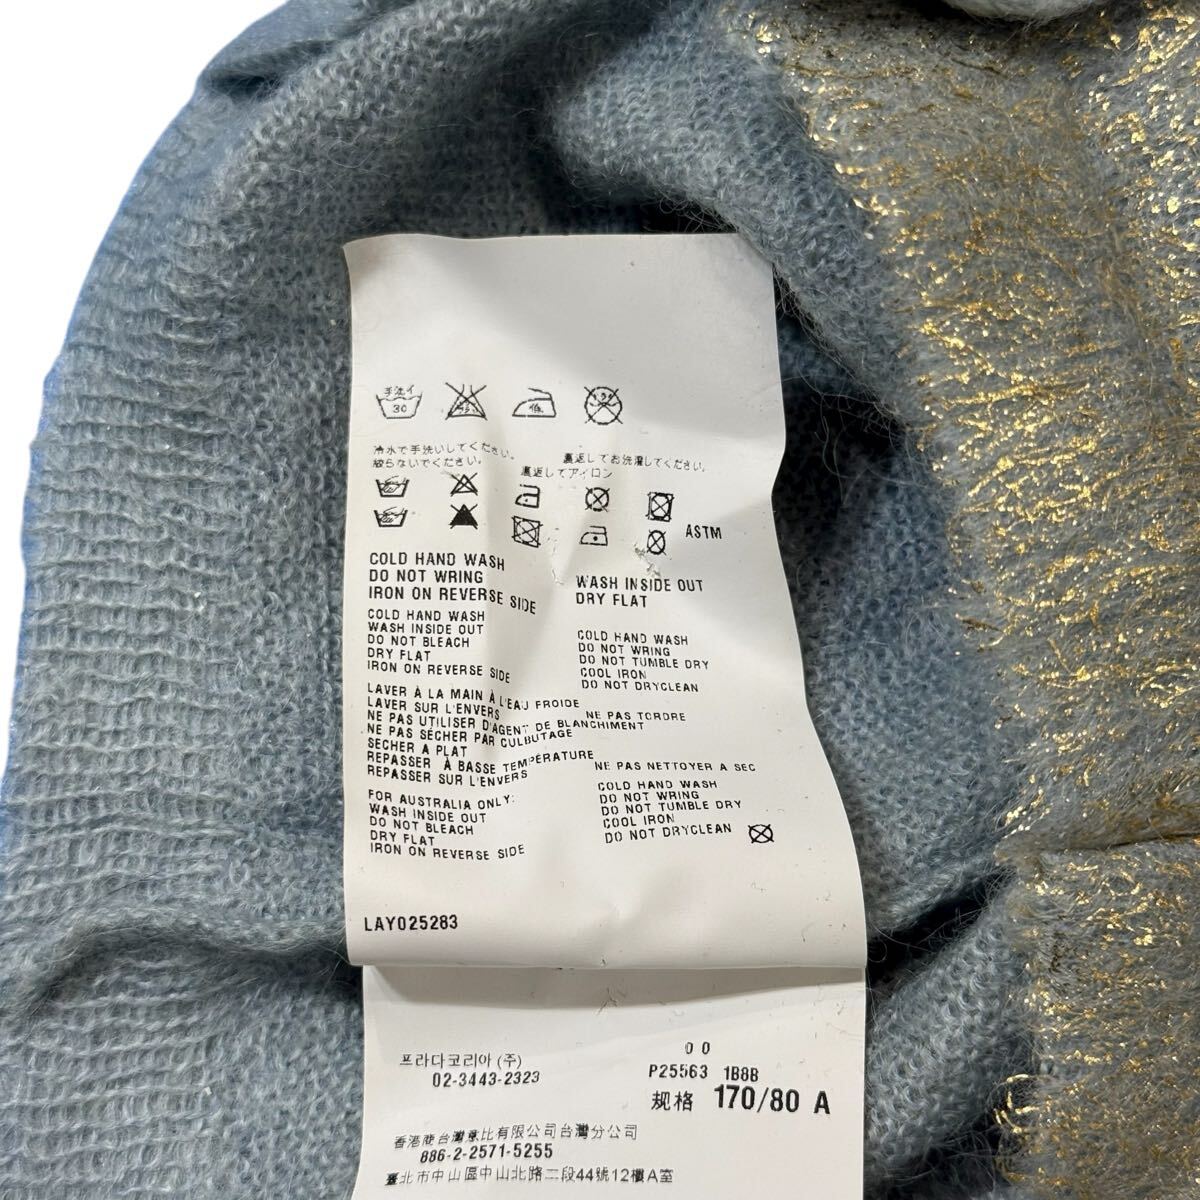 手洗イ
30
低
冷水で手洗いしてください。
絞らないでください。
裏返してお洗濯してください。
裏返してアイロン
ASTM
COLD HAND WASH
DO NOT WRING
IRON ON REVERSE SIDE
WASH INSIDE OUT
DRY FLAT
COLD HAND WASH
WASH INSIDE OUT
DO NOT BLEACH
DRY FLAT
IRON ON REVERSE SIDE
COLD HAND WASH
DO NOT WRING
DO NOT TUMBLE DRY
COOL IRON
DO NOT DRYCLEAN
LAVER À LA MAIN À L'EAU FROIDE
LAVER SUR L'ENVERS
NE PAS TORDRE
NE PAS UTILISER D'AGENT DE BLANCHIMENT
NE PAS SÉCHER PAR CULBUTAGE
SÉCHER A PLAT
REPASSER À BASSE TEMPÉRATURE
REPASSER SUR L'ENVERS
NE PAS NETTOYER A SEC
FOR AUSTRALIA ONLY:
WASH INSIDE OUT
DO NOT BLEACH
DRY FLAT
IRON ON REVERSE SIDE
COLD HAND WASH
DO NOT WRING
DO NOT TUMBLE DRY
COOL IRON
DO NOT DRYCLEAN
LAY025283
프라다코리아 (주)
02-3443-2323
0 0
P25563 1B8B
规格 170/80 A
香港商台灣意比有限公司台灣分公司
886-2-2571-5255
臺北市中山區中山北路二段44號12樓A室